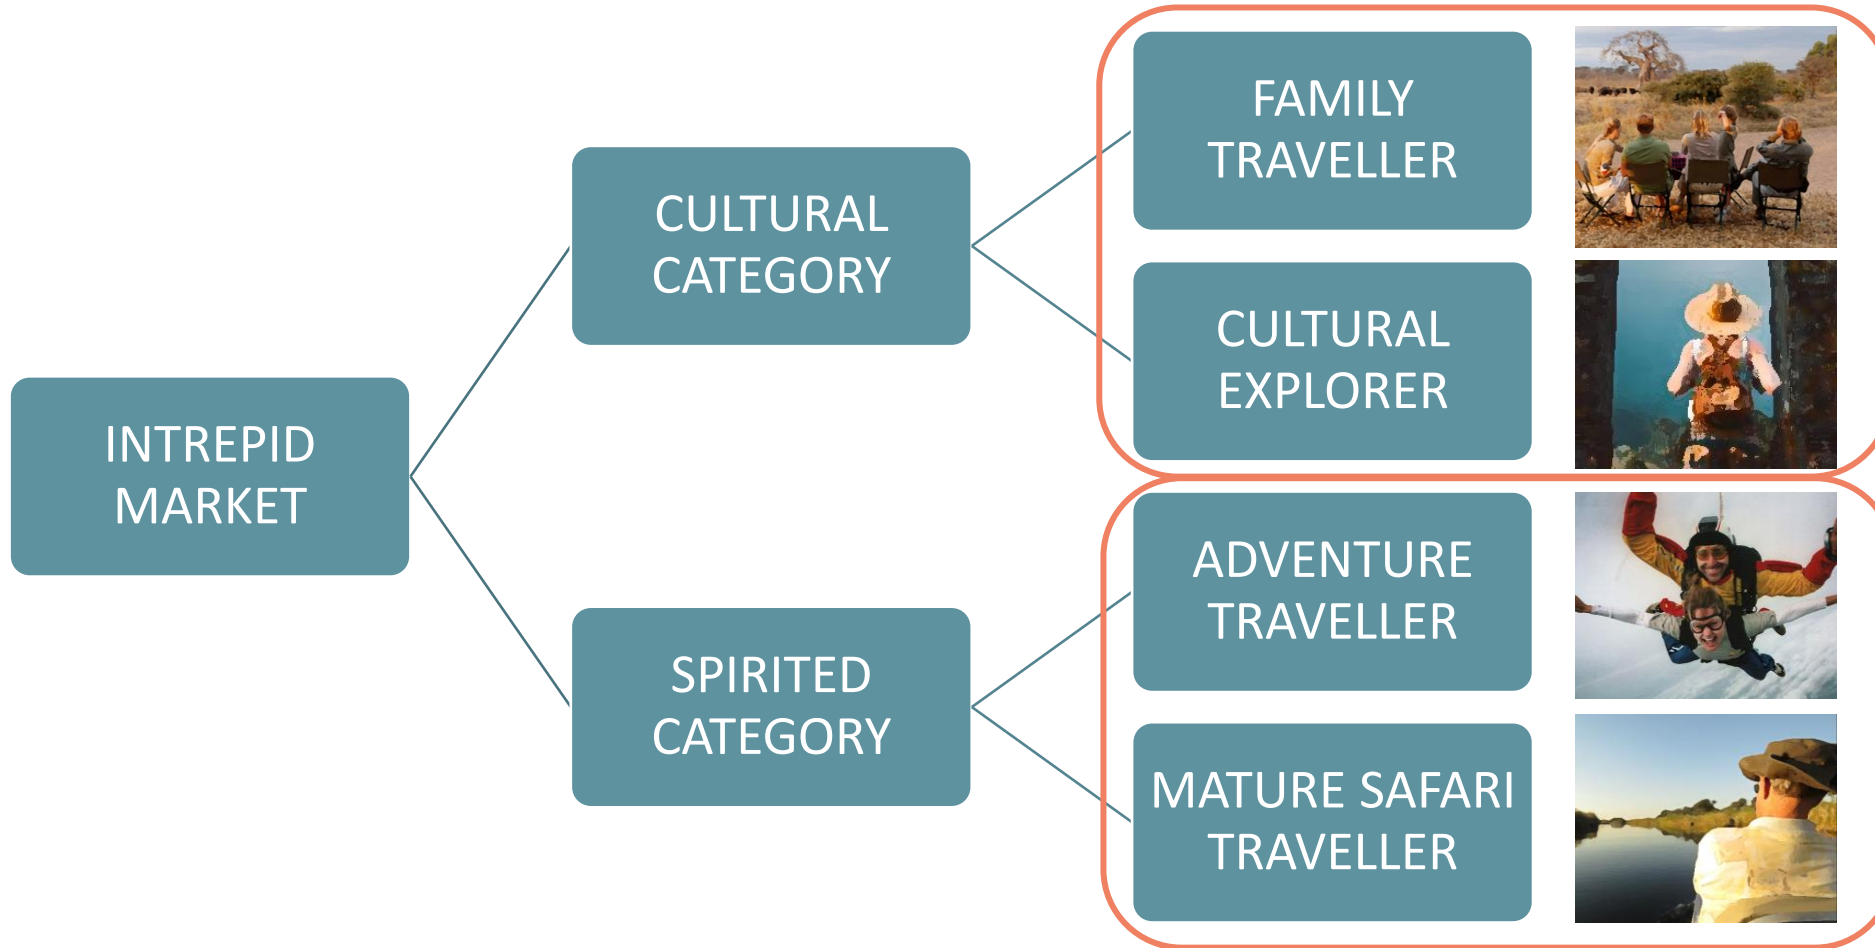 INTREPID
MARKET
CULTURAL
CATEGORY
SPIRITED
CATEGORY
FAMILY
TRAVELLER
CULTURAL
EXPLORER
ADVENTURE
TRAVELLER
MATURE SAFARI
TRAVELLER